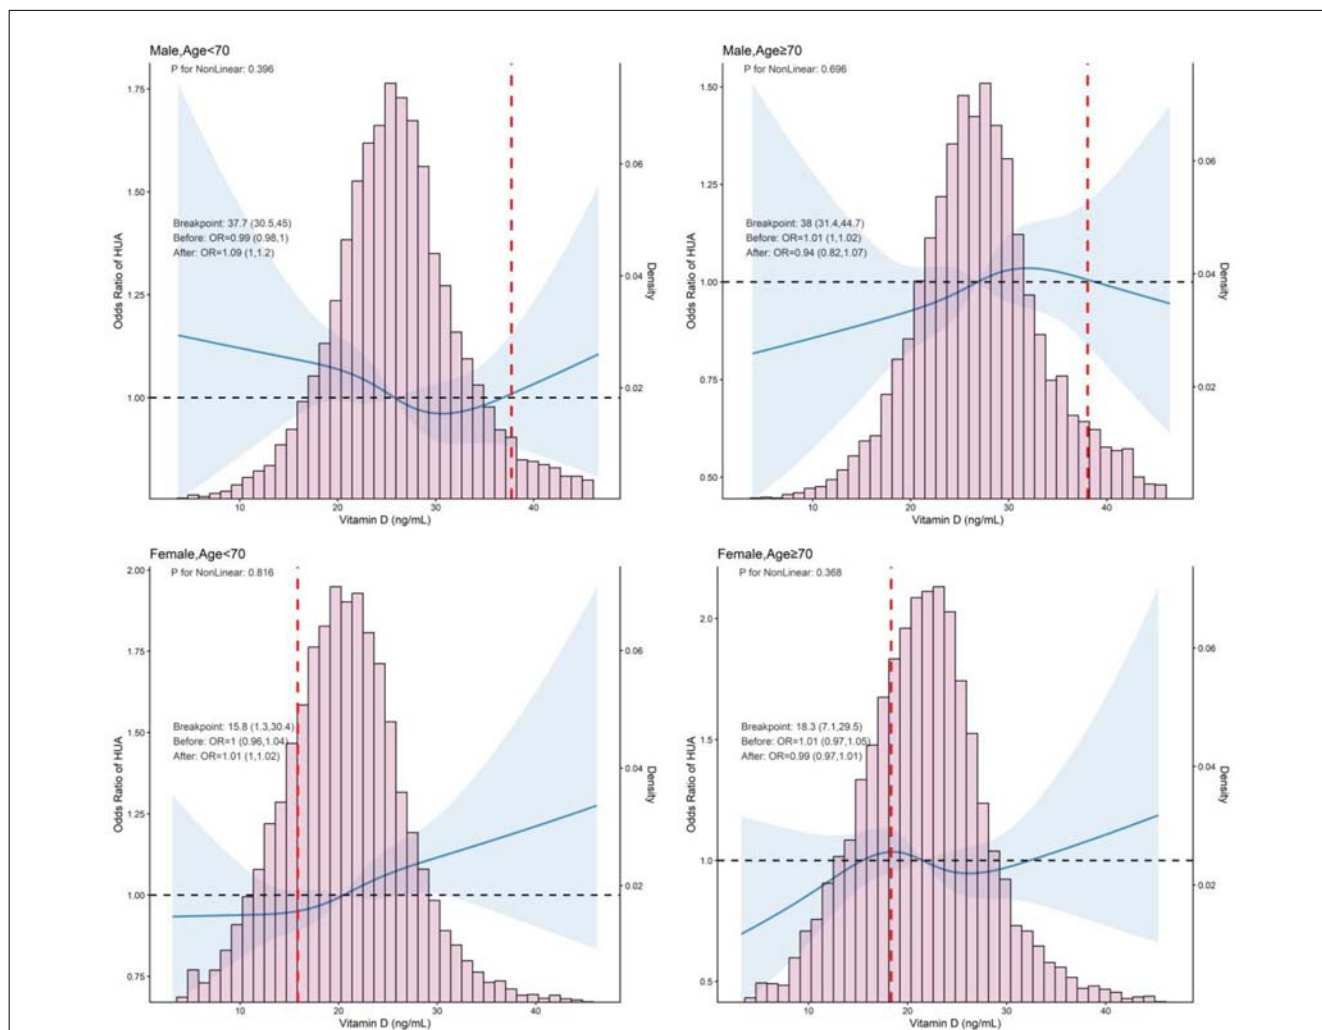 Male,Age<70
P for NonLinear: 0.396
1.75
1.50
1.25
1.00
Odds Ratio of HUA
Breakpoint: 37.7 (30.5,45)
Before: OR=0.99 (0.98,1)
After: OR=1.09 (1,1.2)
0.06
0.04
0.02
Density
10
20
30
40
Vitamin D (ng/mL)
Male,Age≥70
P for NonLinear: 0.696
1.50
1.25
1.00
0.75
0.50
Odds Ratio of HUA
Breakpoint: 38 (31.4,44.7)
Before: OR=1.01 (1,1.02)
After: OR=0.94 (0.82,1.07)
0.06
0.04
0.02
Density
10
20
30
40
Vitamin D (ng/mL)
Female,Age<70
P for NonLinear: 0.816
2.00
1.75
1.50
1.25
1.00
0.75
Odds Ratio of HUA
Breakpoint: 15.8 (1.3,30.4)
Before: OR=1 (0.96,1.04)
After: OR=1.01 (1,1.02)
0.06
0.04
0.02
Density
10
20
30
40
Vitamin D (ng/mL)
Female,Age≥70
P for NonLinear: 0.368
2.0
1.5
1.0
0.5
Odds Ratio of HUA
Breakpoint: 18.3 (7.1,29.5)
Before: OR=1.01 (0.97,1.05)
After: OR=0.99 (0.97,1.01)
0.06
0.04
0.02
Density
10
20
30
40
Vitamin D (ng/mL)